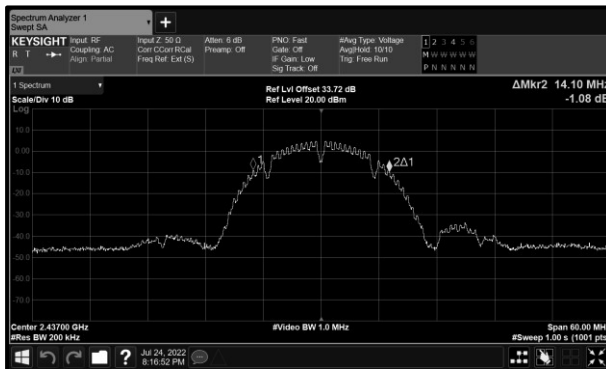 Spectrum Analyzer 1
Swept SA
KEYSIGHT
R T
Input: RF
Coupling: AC
Align: Partial
Input Z: 50 Ω
Corr CCorr RCal
Freq Ref: Ext (S)
Atten: 6 dB
Preamp: Off
PNO: Fast
Gate: Off
IF Gain: Low
Sig Track: Off
#Avg Type: Voltage
Avg|Hold: 10/10
Trig: Free Run
1 2 3 4 5 6
M W W W W W
P N N N N N
1 Spectrum
Scale/Div 10 dB
Ref Lvl Offset 33.72 dB
Ref Level 20.00 dBm
ΔMkr2 14.10 MHz
-1.08 dB
Log
10.0
0.00
-10.0
-20.0
-30.0
-40.0
-50.0
-60.0
-70.0
1
2Δ1
Center 2.43700 GHz
#Res BW 200 kHz
#Video BW 1.0 MHz
Span 60.00 MHz
#Sweep 1.00 s (1001 pts)
?
Jul 24, 2022
8:16:52 PM